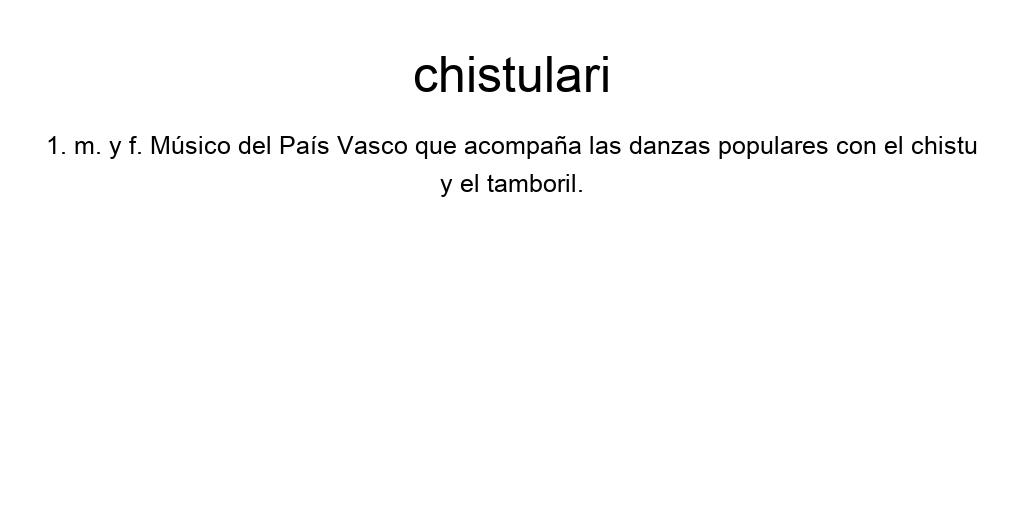 chistulari
1. m. y f. Músico del País Vasco que acompaña las danzas populares con el chistu
y el tamboril.